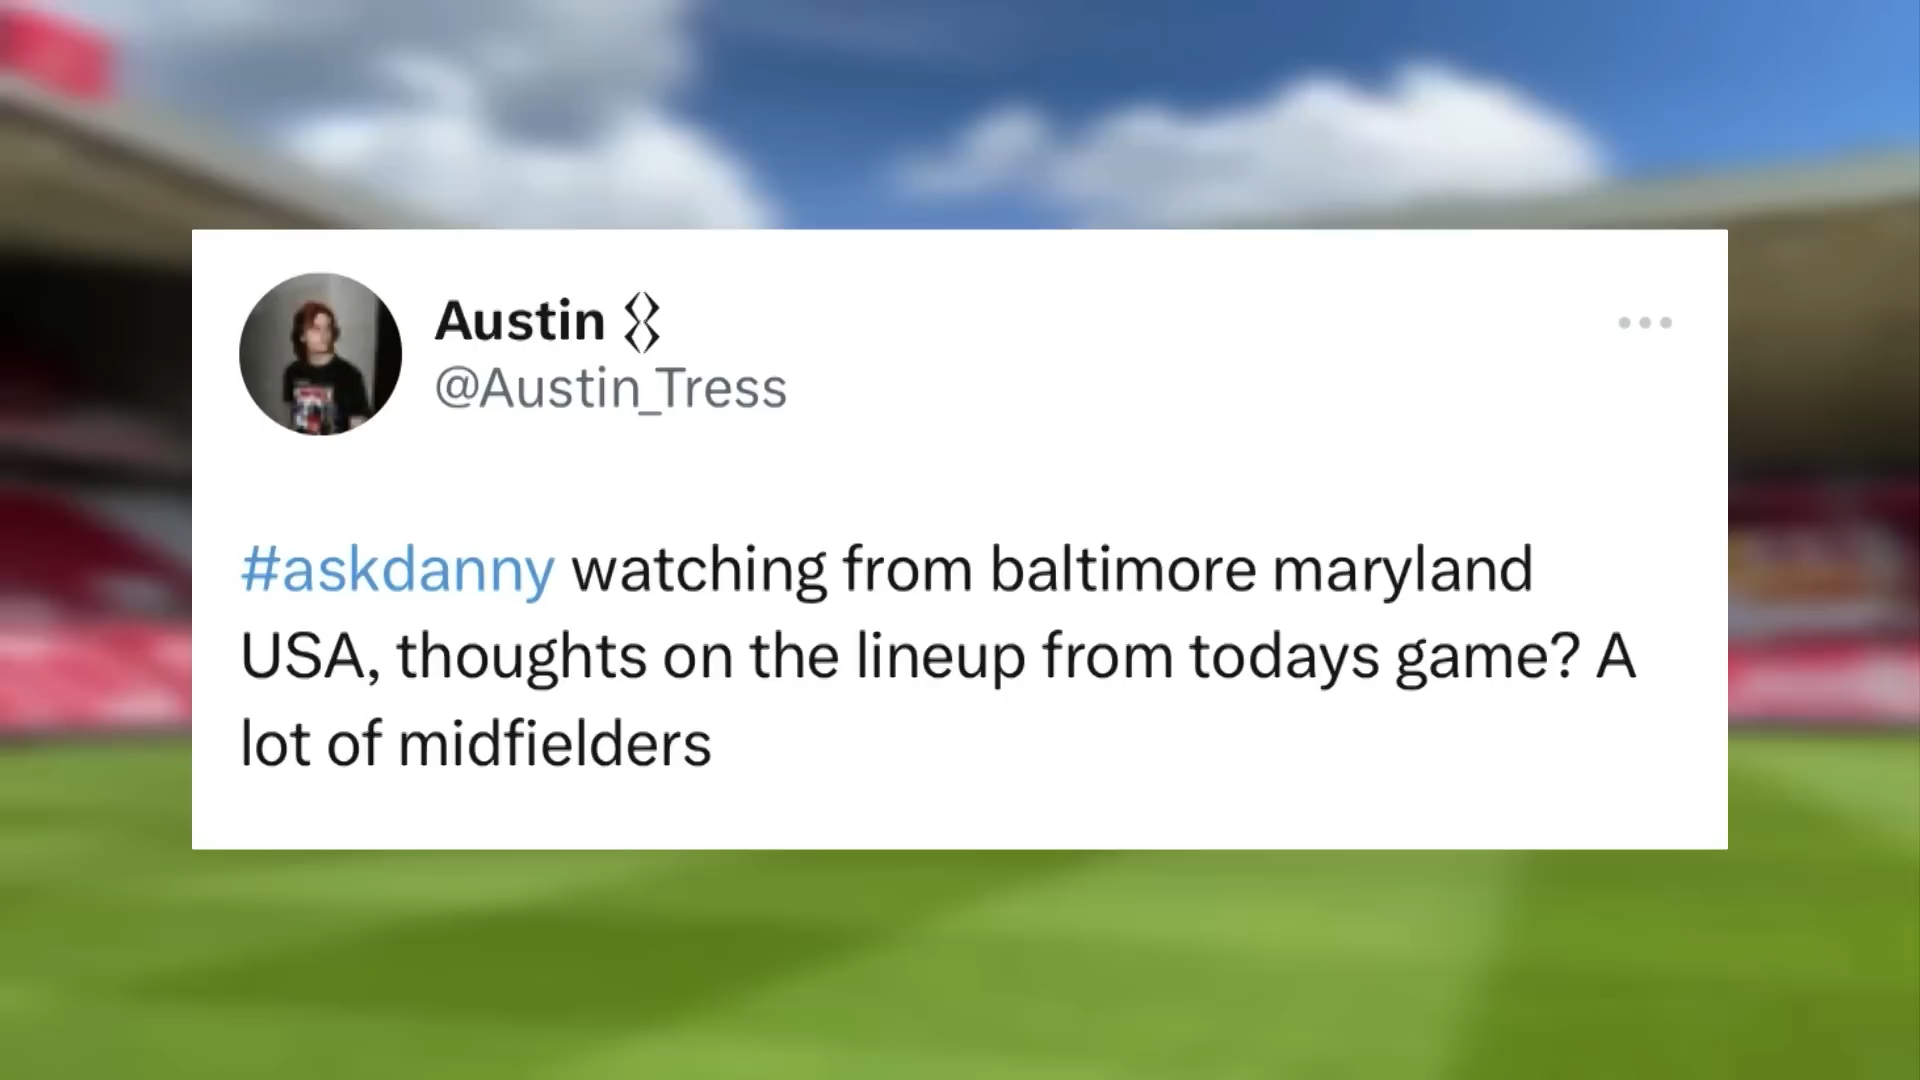 Austin
@Austin_Tress
#askdanny watching from baltimore maryland
USA, thoughts on the lineup from todays game? A
lot of midfielders